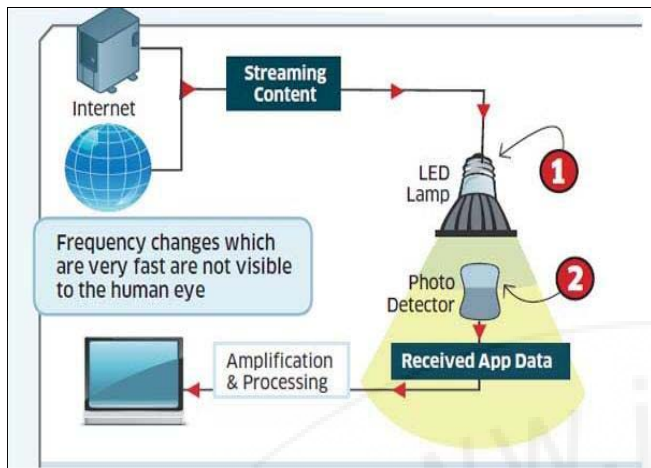 Streaming
Content
Internet
LED
Lamp
1
Frequency changes which
are very fast are not visible
to the human eye
Photo
Detector
2
Amplification
& Processing
Received App Data